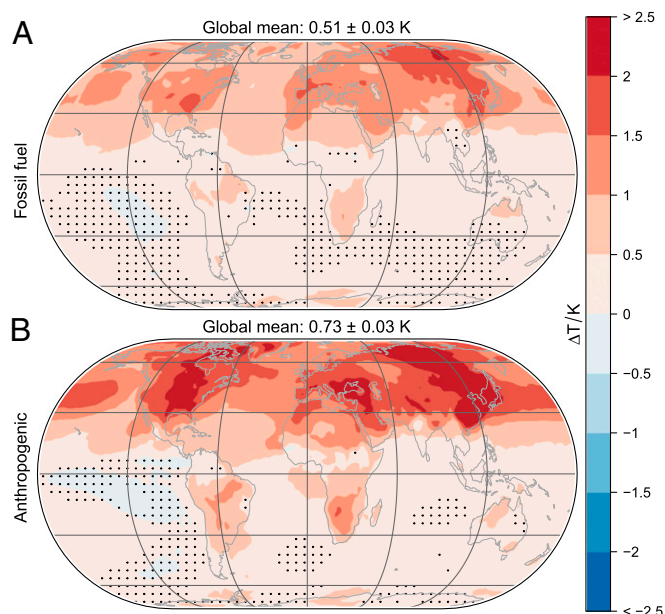 A
Global mean: 0.51 ± 0.03 K
Fossil fuel
B
Global mean: 0.73 ± 0.03 K
Anthropogenic
> 2.5
2
1.5
1
0.5
0
−0.5
−1
−1.5
−2
< −2.5
ΔT/K